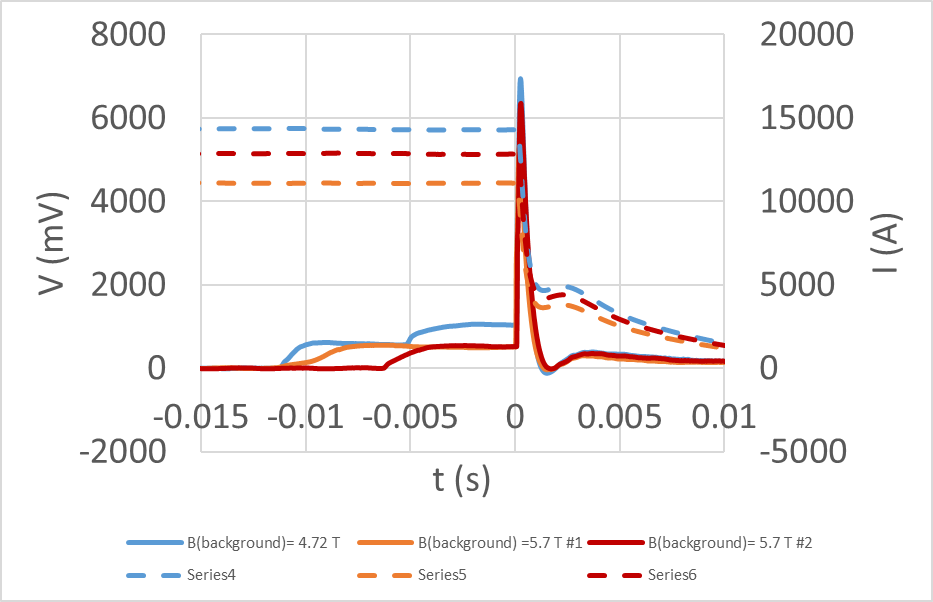 8000
6000
4000
2000
0
-2000
V (mV)
20000
15000
10000
5000
0
-5000
I (A)
-0.015 -0.01 -0.005 0 0.005 0.01
t (s)
B(background)= 4.72 T B(background) =5.7 T #1 B(background)= 5.7 T #2
Series4 Series5 Series6